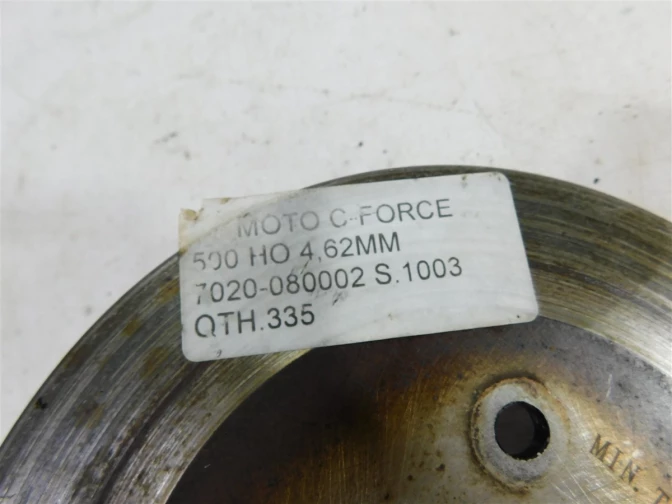 MOTO C-FORCE
500 HO 4,62MM
7020-080002 S.1003
QTH.335
MIN.